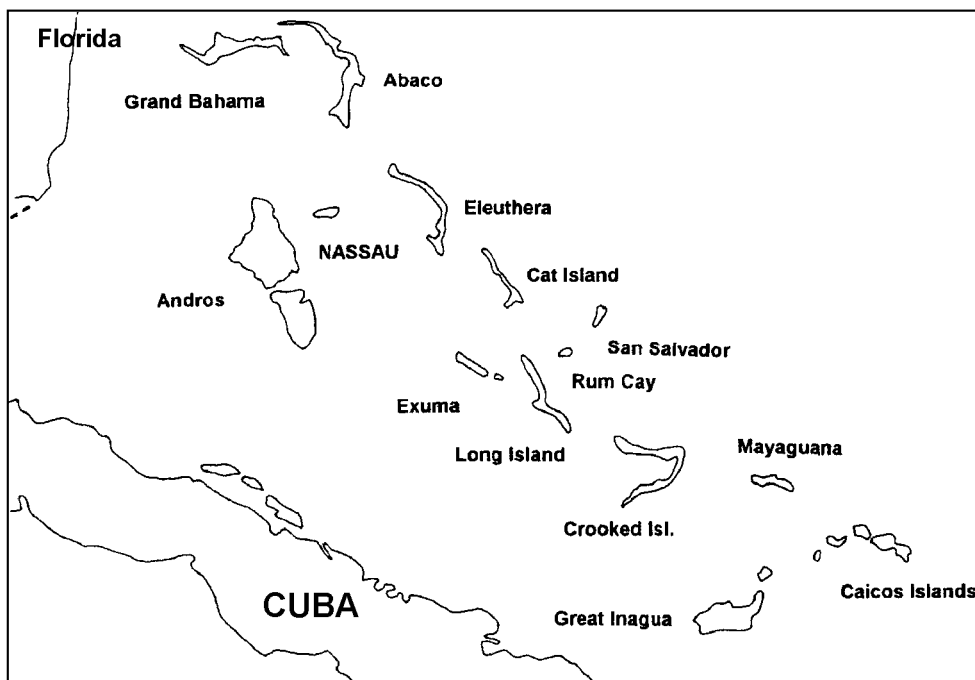 Florida
Abaco
Grand Bahama
Eleuthera
NASSAU
Cat Island
Andros
San Salvador
Rum Cay
Exuma
Long Island
Mayaguana
Crooked Isl.
Caicos Islands
CUBA
Great Inagua